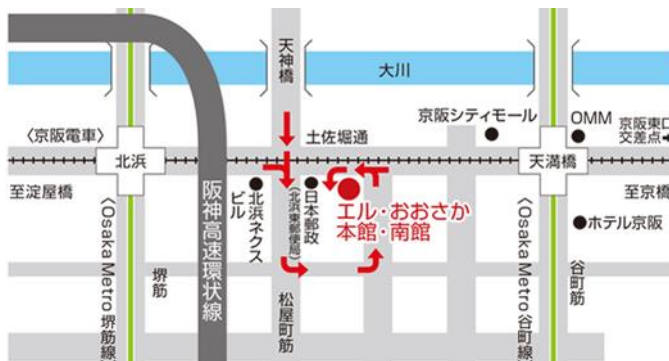 天神橋
大川
京阪シティモール
OMM
京阪東口
交差点
〈京阪電車〉
土佐堀通
北浜
天満橋
至淀屋橋
至京橋
阪神高速環状線
北浜ネクス
ビル
日本郵政
(北浜東郵便局)
エル・おおさか
本館・南館
ホテル京阪
〈Osaka Metro 堺筋線
堺筋
松屋町筋
〈Osaka Metro 谷町線
谷町筋